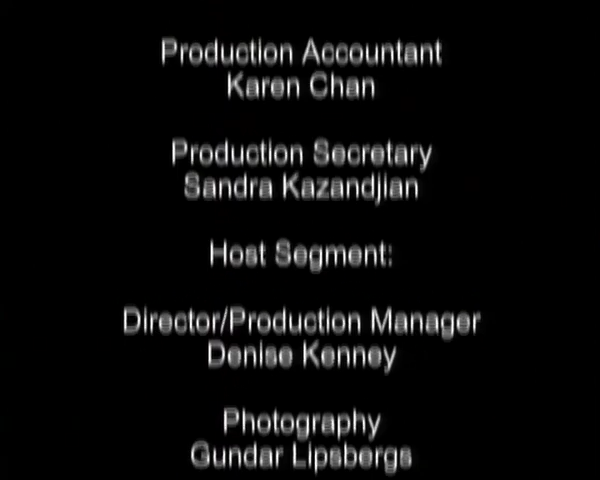 Production Accountant
Karen Chan
Production Secretary
Sandra Kazandjian
Host Segment:
Director/Production Manager
Denise Kenney
Photography
Gundar Lipsbergs